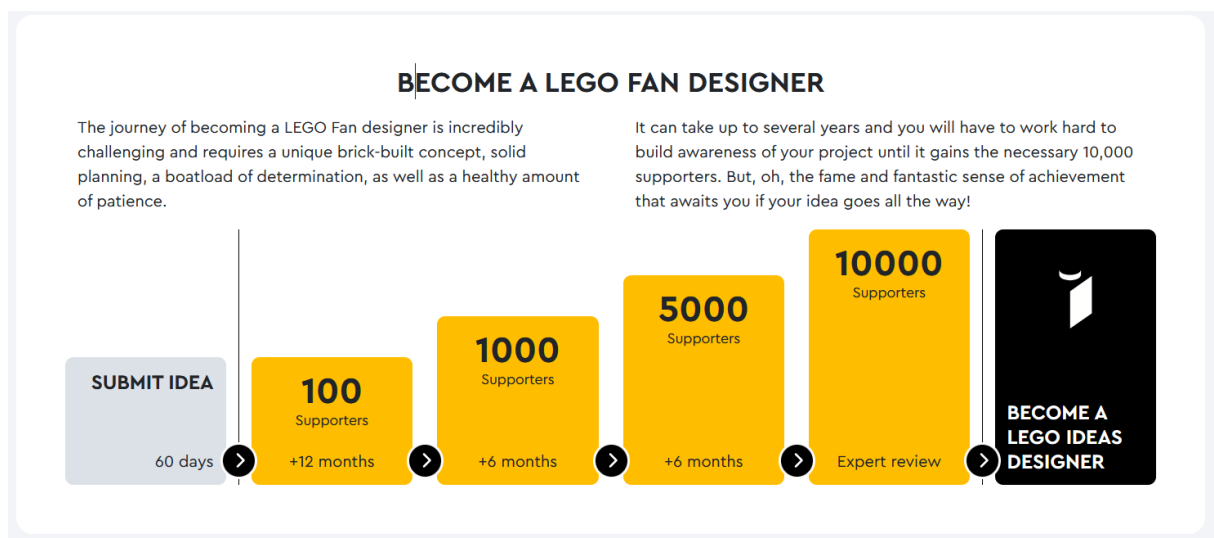 BECOME A LEGO FAN DESIGNER
The journey of becoming a LEGO Fan designer is incredibly
challenging and requires a unique brick-built concept, solid
planning, a boatload of determination, as well as a healthy amount
of patience.
It can take up to several years and you will have to work hard to
build awareness of your project until it gains the necessary 10,000
supporters. But, oh, the fame and fantastic sense of achievement
that awaits you if your idea goes all the way!
SUBMIT IDEA
60 days
100
Supporters
+12 months
1000
Supporters
+6 months
5000
Supporters
+6 months
10000
Supporters
Expert review
BECOME A
LEGO IDEAS
DESIGNER